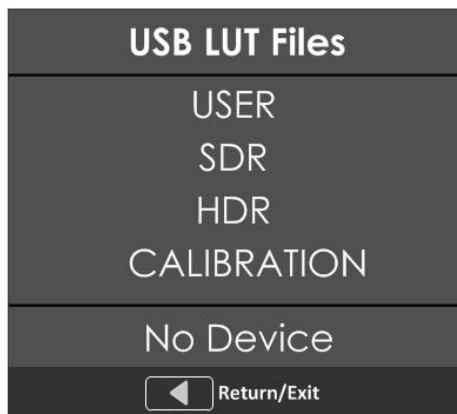 USB LUT Files
USER
SDR
HDR
CALIBRATION
No Device
Return/Exit